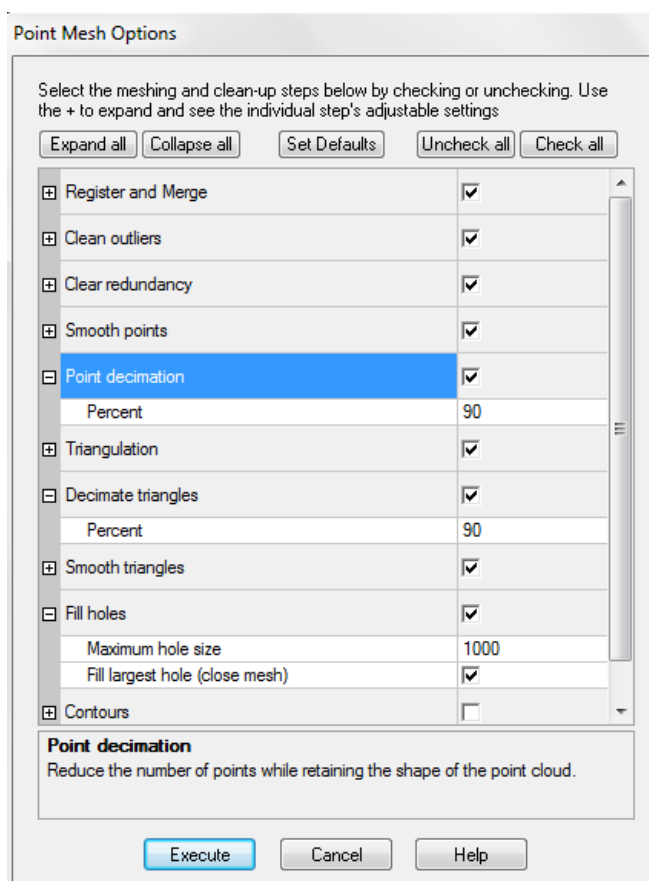 Point Mesh Options
Select the meshing and clean-up steps below by checking or unchecking. Use
the + to expand and see the individual step's adjustable settings
Expand all Collapse all Set Defaults Uncheck all Check all
Register and Merge
Clean outliers
Clear redundancy
Smooth points
Point decimation
Percent 90
Triangulation
Decimate triangles
Percent 90
Smooth triangles
Fill holes
Maximum hole size 1000
Fill largest hole (close mesh)
Contours
Point decimation
Reduce the number of points while retaining the shape of the point cloud.
Execute Cancel Help